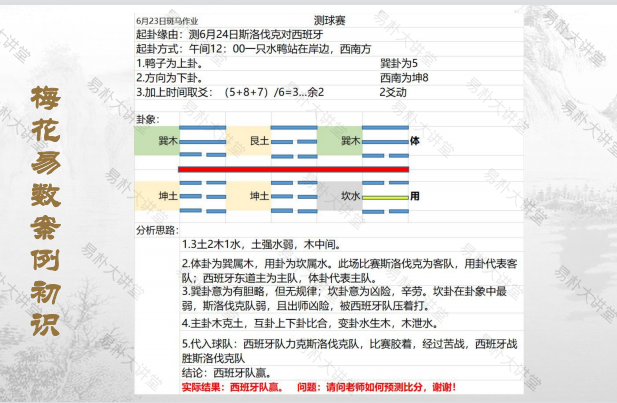 梅花易数案例初识
6月23日斑马作业 测球赛
起卦缘由：测6月24日斯洛伐克对西班牙
起卦方式：午间12：00一只水鸭站在岸边，西南方
1.鸭子为上卦。 巽卦为5
2.方向为下卦。 西南为坤8
3.加上时间取爻：（5+8+7）/6=3...余2 2爻动
卦象：
巽木 艮土 巽木 体
坤土 坤土 坎水 用
分析思路：
1.3土2木1水，土强水弱，木中间。
2.体卦为巽属木，用卦为坎属水。此场比赛斯洛伐克为客队，用卦代表客
队；西班牙东道主为主队，体卦代表主队。
3.巽卦意为有胆略，但无规律；坎卦意为凶险，辛劳。坎卦在卦象中最
弱，斯洛伐克队弱，且出师凶险，被西班牙队压着打。
4.主卦木克土，互卦上下卦比合，变卦水生木，木泄水。
5.代入球队：西班牙队力克斯洛伐克队，比赛胶着，经过苦战，西班牙战
胜斯洛伐克队
结论：西班牙队赢。
实际结果：西班牙队赢。 问题：请问老师如何预测比分，谢谢！
易朴大讲堂